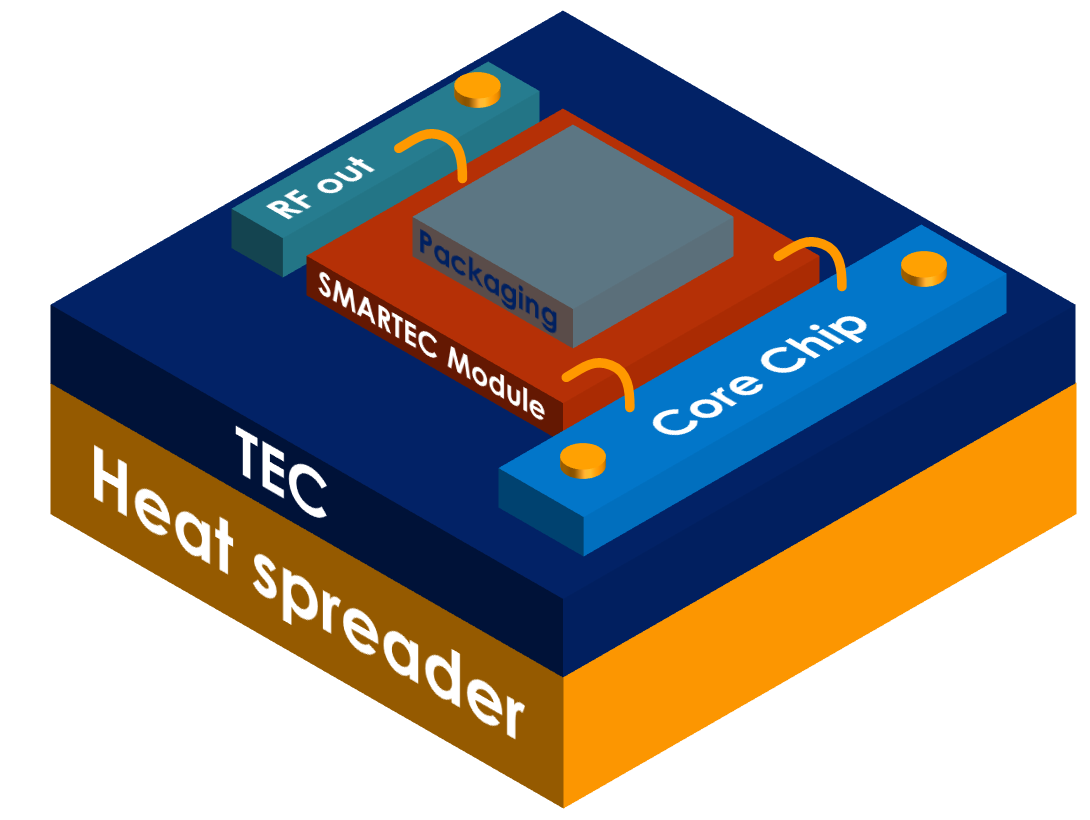 RF out
Packaging
SMARTEC Module
Core Chip
TEC
Heat spreader